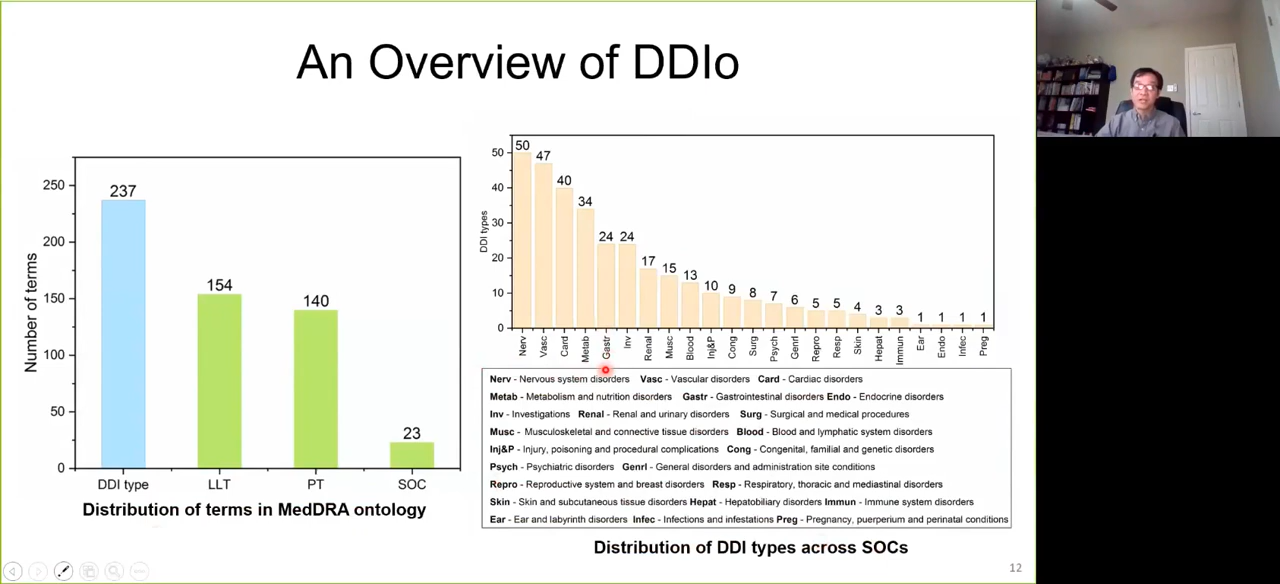 An Overview of DDIo
250
200
150
100
50
0
Number of terms
237
154
140
23
DDI type LLT PT SOC
Distribution of terms in MedDRA ontology
50
40
30
20
10
0
DDI types
50 47 40 34 24 24 17 15 13 10 9 8 7 6 5 5 4 3 3 1 1 1 1
Nerv Vasc Card Metab Gastr Inv Renal Musc Blood Inj&P Cong Surg Psych Genrl Repro Resp Skin Hepat Immun Ear Endo Infec Preg
Nerv - Nervous system disorders Vasc - Vascular disorders Card - Cardiac disorders
Metab - Metabolism and nutrition disorders Gastr - Gastrointestinal disorders Endo - Endocrine disorders
Inv - Investigations Renal - Renal and urinary disorders Surg - Surgical and medical procedures
Musc - Musculoskeletal and connective tissue disorders Blood - Blood and lymphatic system disorders
Inj&P - Injury, poisoning and procedural complications Cong - Congenital, familial and genetic disorders
Psych - Psychiatric disorders Genrl - General disorders and administration site conditions
Repro - Reproductive system and breast disorders Resp - Respiratory, thoracic and mediastinal disorders
Skin - Skin and subcutaneous tissue disorders Hepat - Hepatobiliary disorders Immun - Immune system disorders
Ear - Ear and labyrinth disorders Infec - Infections and infestations Preg - Pregnancy, puerperium and perinatal conditions
Distribution of DDI types across SOCs
12